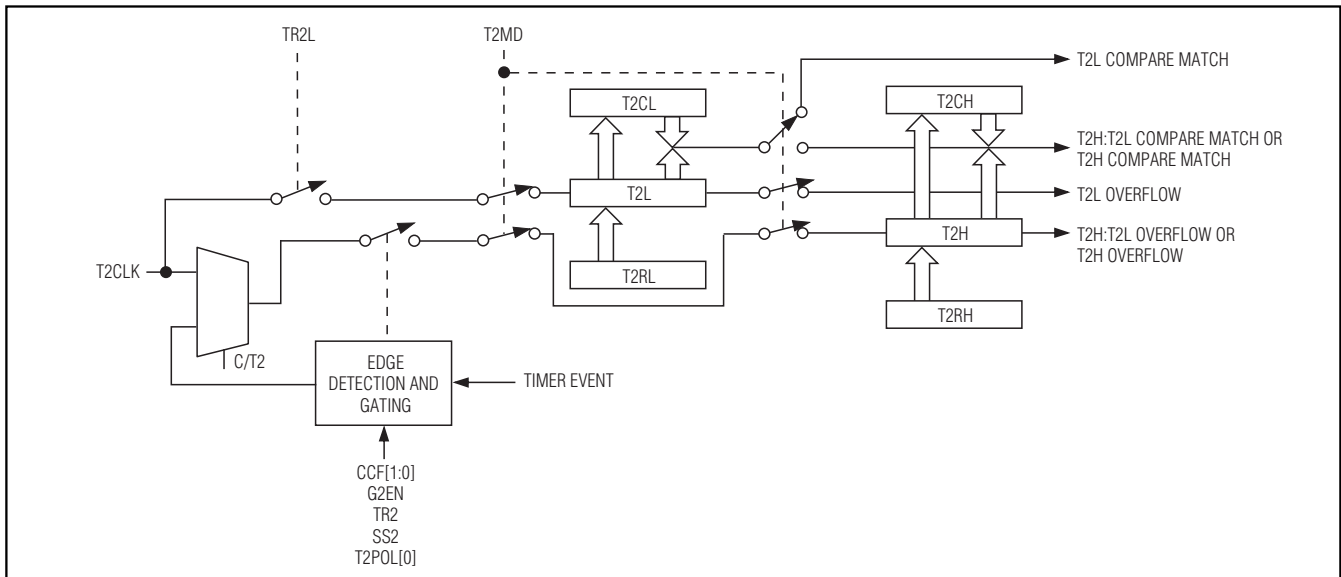 TR2L
T2MD
T2L COMPARE MATCH
T2CL
T2CH
T2H:T2L COMPARE MATCH OR
T2H COMPARE MATCH
T2L
T2L OVERFLOW
T2H
T2H:T2L OVERFLOW OR
T2H OVERFLOW
T2CLK
T2RL
T2RH
C/T2
EDGE
DETECTION AND
GATING
TIMER EVENT
CCF[1:0]
G2EN
TR2
SS2
T2POL[0]